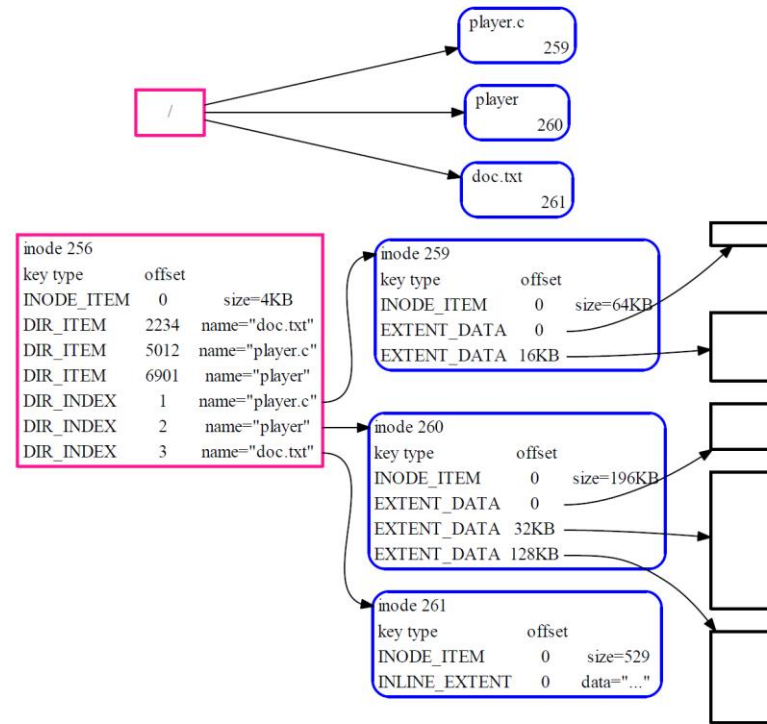 player.c
259
/
player
260
doc.txt
261
inode 256
key type offset
INODE_ITEM 0 size=4KB
DIR_ITEM 2234 name="doc.txt"
DIR_ITEM 5012 name="player.c"
DIR_ITEM 6901 name="player"
DIR_INDEX 1 name="player.c"
DIR_INDEX 2 name="player"
DIR_INDEX 3 name="doc.txt"
inode 259
key type offset
INODE_ITEM 0 size=64KB
EXTENT_DATA 0
EXTENT_DATA 16KB
inode 260
key type offset
INODE_ITEM 0 size=196KB
EXTENT_DATA 0
EXTENT_DATA 32KB
EXTENT_DATA 128KB
inode 261
key type offset
INODE_ITEM 0 size=529
INLINE_EXTENT 0 data="..."